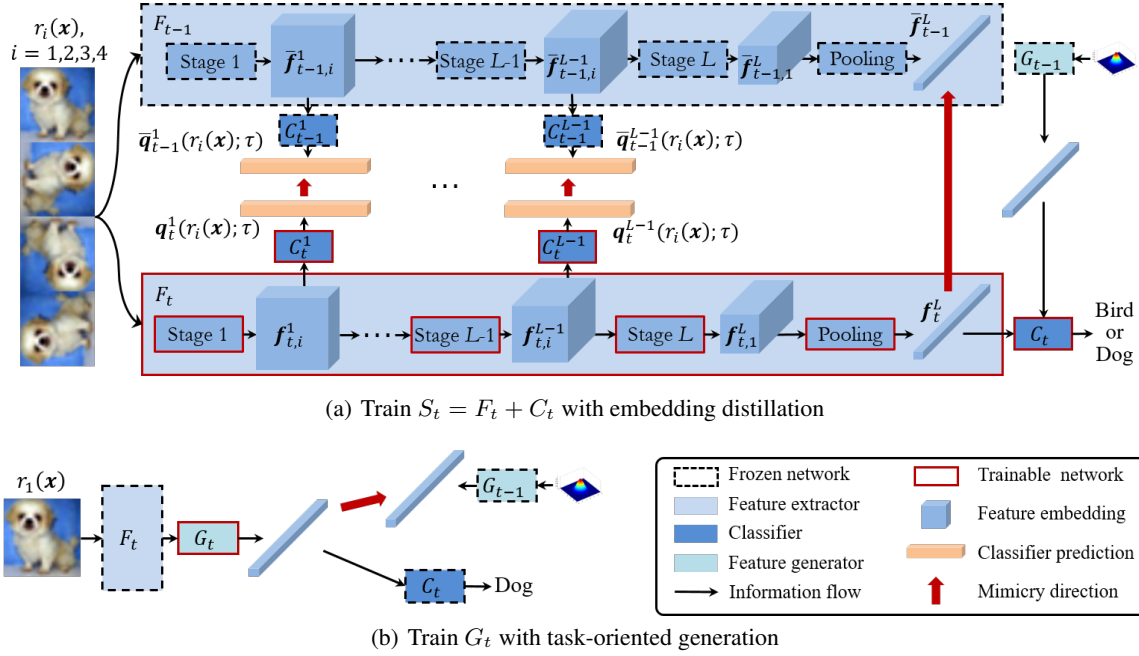 r_i(x),
i = 1,2,3,4
F_{t-1}
Stage 1
f̄^1_{t-1,i}
Stage L-1
f̄^{L-1}_{t-1,i}
Stage L
f̄^L_{t-1,1}
Pooling
f̄^L_{t-1}
G_{t-1}
C^1_{t-1}
C^{L-1}_{t-1}
q̄^1_{t-1}(r_i(x); τ)
q̄^{L-1}_{t-1}(r_i(x); τ)
...
q^1_t(r_i(x); τ)
q^{L-1}_t(r_i(x); τ)
C^1_t
C^{L-1}_t
F_t
Stage 1
f^1_{t,i}
Stage L-1
f^{L-1}_{t,i}
Stage L
f^L_{t,1}
Pooling
f^L_t
C_t
Bird
or
Dog
(a) Train S_t = F_t + C_t with embedding distillation
r_1(x)
F_t
G_t
G_{t-1}
C_t
Dog
Frozen network
Trainable network
Feature extractor
Feature embedding
Classifier
Classifier prediction
Feature generator
Information flow
Mimicry direction
(b) Train G_t with task-oriented generation